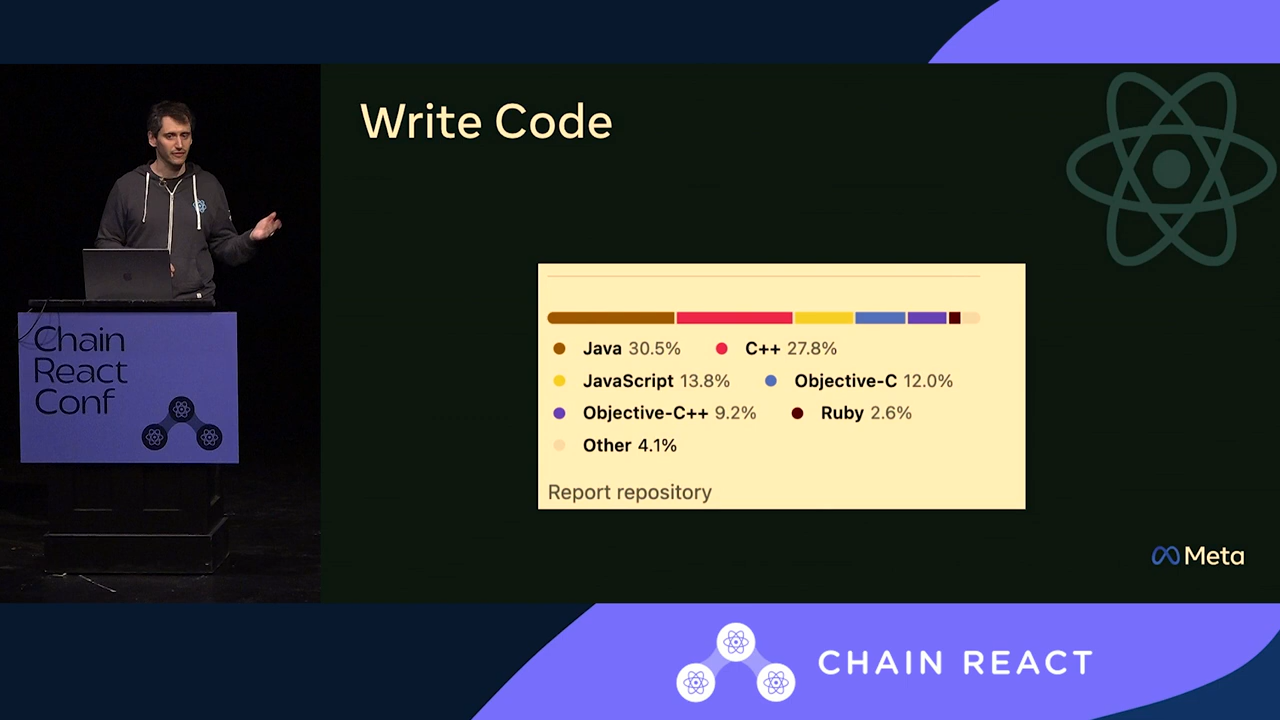 Write Code
Java 30.5% C++ 27.8%
JavaScript 13.8% Objective-C 12.0%
Objective-C++ 9.2% Ruby 2.6%
Other 4.1%
Report repository
Meta
Chain
React
Conf
CHAIN REACT